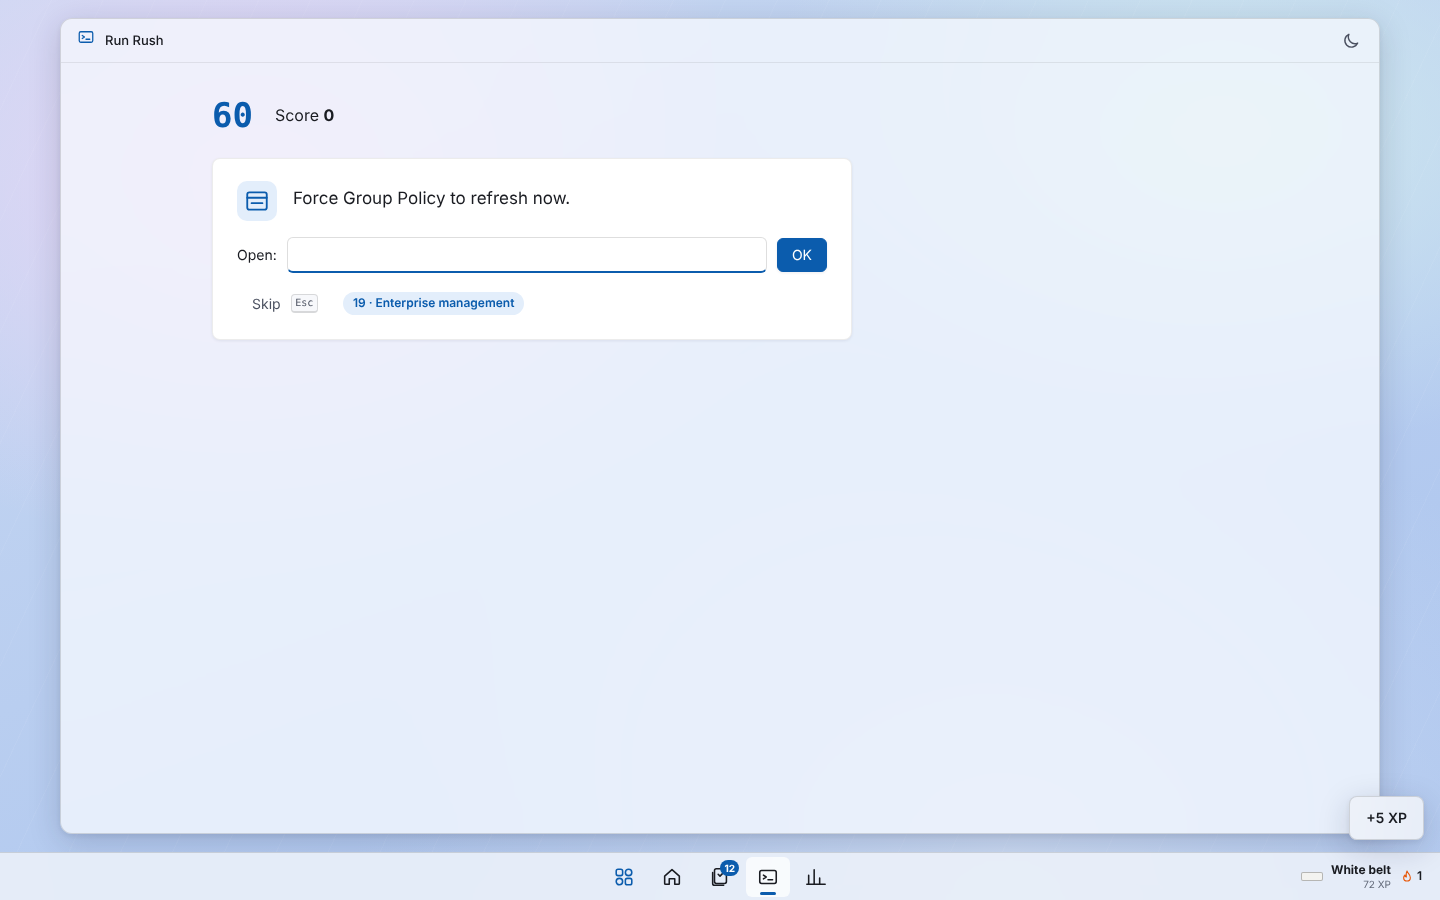 Run Rush
60 Score 0
Force Group Policy to refresh now.
Open: OK
Skip Esc 19 · Enterprise management
+5 XP
12
White belt
72 XP
1